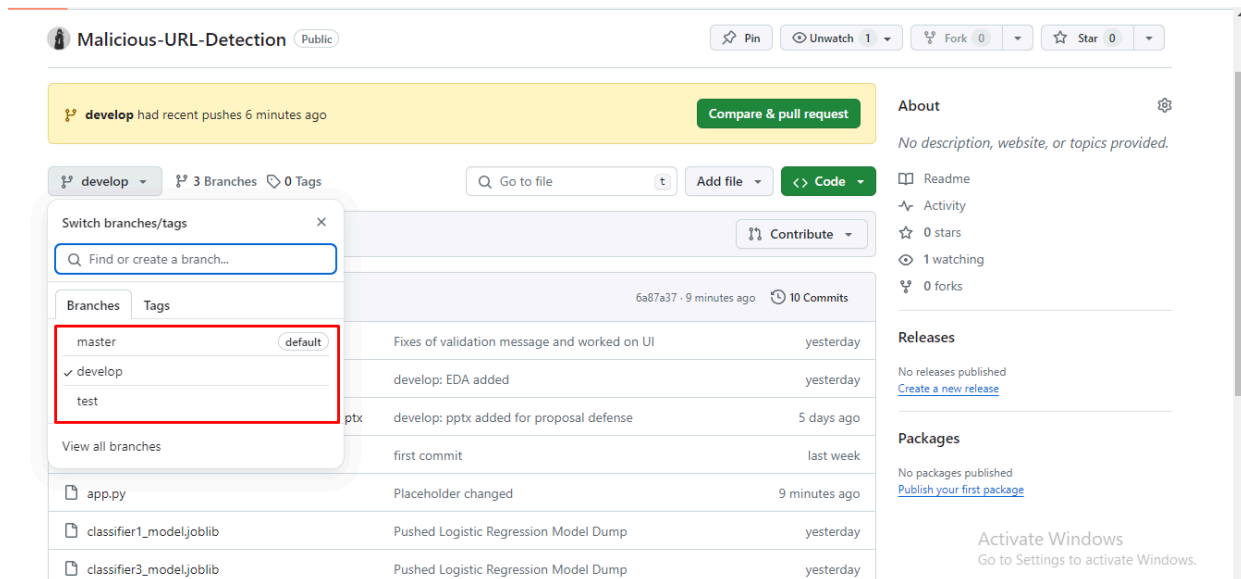 Malicious-URL-Detection Public
Pin Unwatch 1 Fork 0 Star 0
develop had recent pushes 6 minutes ago Compare & pull request
develop 3 Branches 0 Tags Go to file t Add file Code
Switch branches/tags
Find or create a branch...
Contribute
Branches Tags
6a87a37 · 9 minutes ago 10 Commits
master default
develop
test
View all branches
Fixes of validation message and worked on UI yesterday
develop: EDA added yesterday
ptx develop: pptx added for proposal defense 5 days ago
first commit last week
app.py Placeholder changed 9 minutes ago
classifier1_model.joblib Pushed Logistic Regression Model Dump yesterday
classifier3_model.joblib Pushed Logistic Regression Model Dump yesterday
About
No description, website, or topics provided.
Readme
Activity
0 stars
1 watching
0 forks
Releases
No releases published
Create a new release
Packages
No packages published
Publish your first package
Activate Windows
Go to Settings to activate Windows.